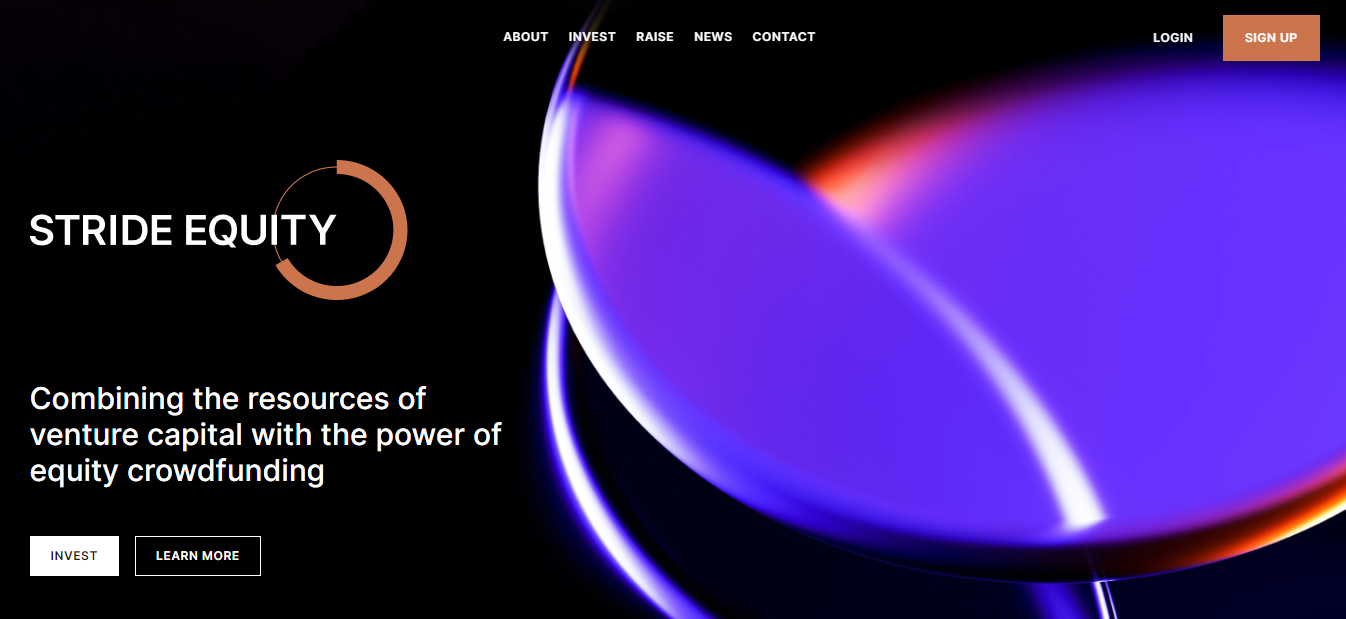 ABOUT INVEST RAISE NEWS CONTACT LOGIN SIGN UP
STRIDE EQUITY
Combining the resources of
venture capital with the power of
equity crowdfunding
INVEST LEARN MORE